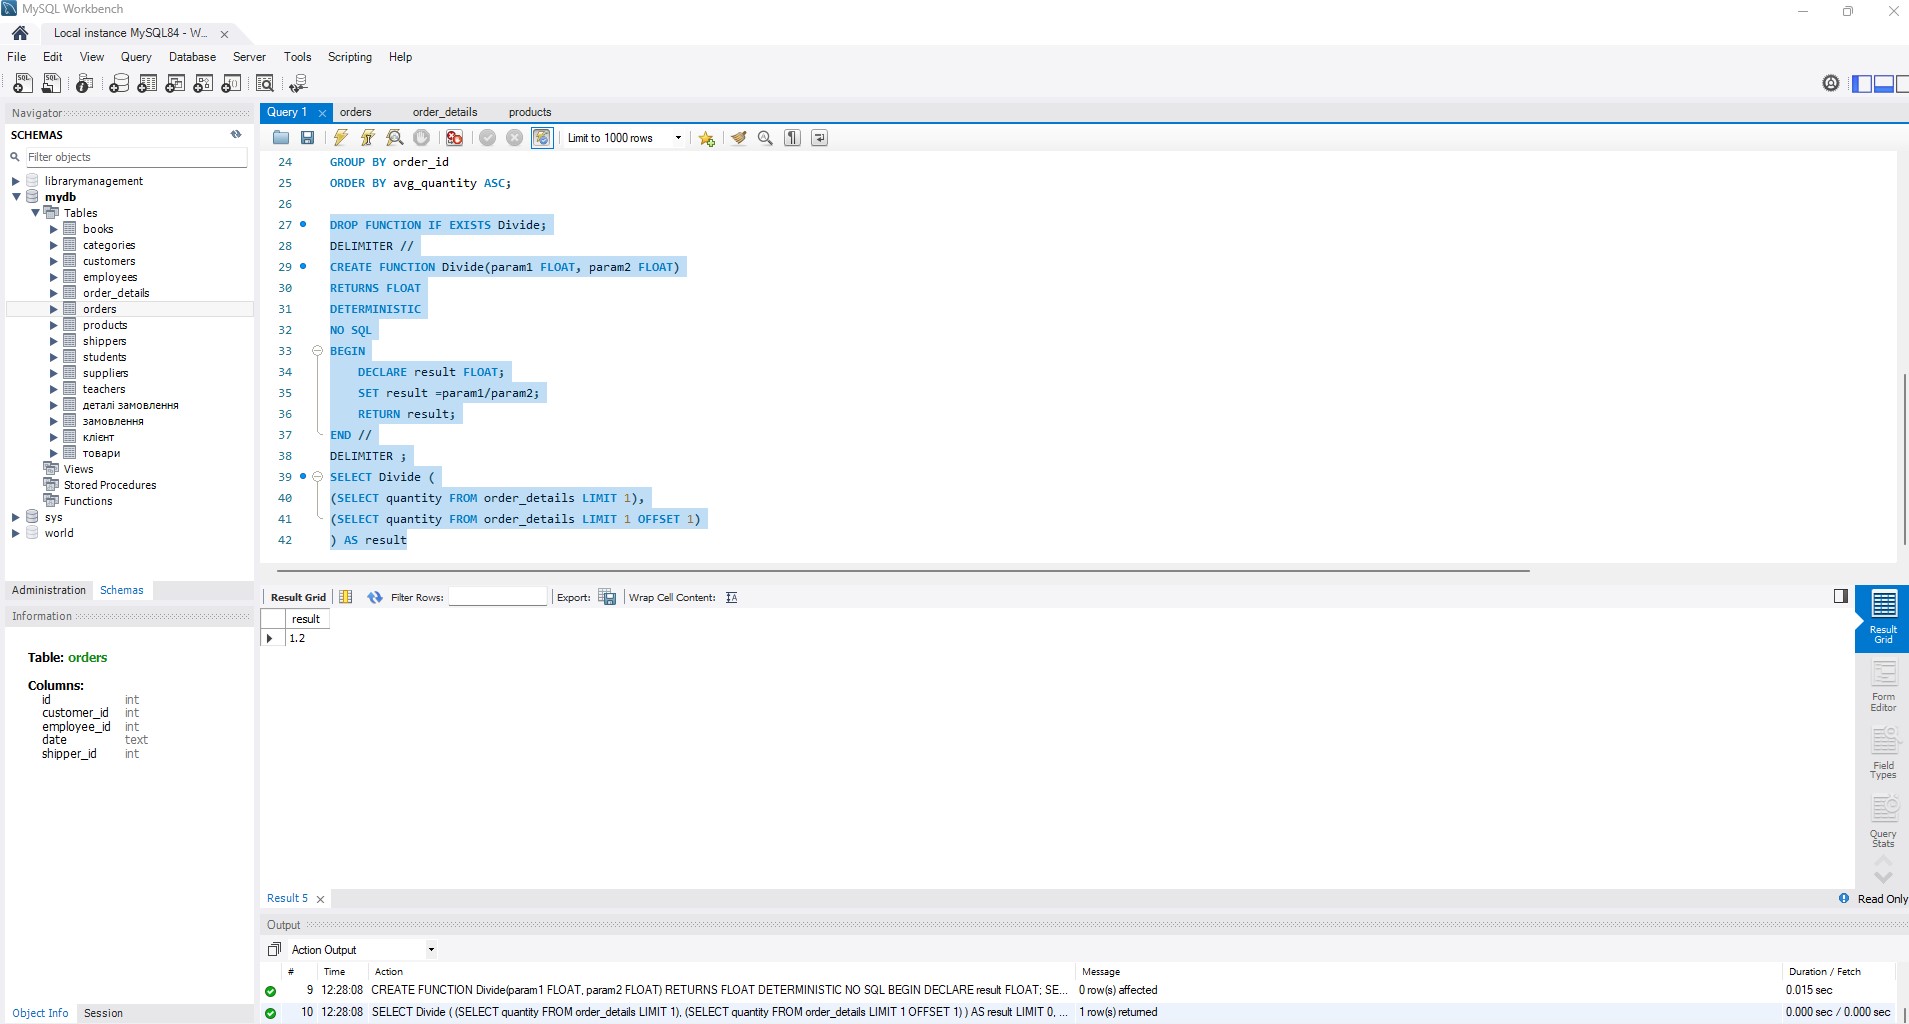 MySQL Workbench
Local instance MySQL84 - W...
File Edit View Query Database Server Tools Scripting Help
Navigator
SCHEMAS
Filter objects
librarymanagement
mydb
Tables
books
categories
customers
employees
order_details
orders
products
shippers
students
suppliers
teachers
деталі замовлення
замовлення
клієнт
товари
Views
Stored Procedures
Functions
sys
world
Administration Schemas
Information
Table: orders
Columns:
id int
customer_id int
employee_id int
date text
shipper_id int
Object Info Session
Query 1 orders order_details products
Limit to 1000 rows
24 GROUP BY order_id
25 ORDER BY avg_quantity ASC;
26
27 DROP FUNCTION IF EXISTS Divide;
28 DELIMITER //
29 CREATE FUNCTION Divide(param1 FLOAT, param2 FLOAT)
30 RETURNS FLOAT
31 DETERMINISTIC
32 NO SQL
33 BEGIN
34 DECLARE result FLOAT;
35 SET result =param1/param2;
36 RETURN result;
37 END //
38 DELIMITER ;
39 SELECT Divide (
40 (SELECT quantity FROM order_details LIMIT 1),
41 (SELECT quantity FROM order_details LIMIT 1 OFFSET 1)
42 ) AS result
Result Grid Filter Rows: Export: Wrap Cell Content:
result
1.2
Result Grid
Form Editor
Field Types
Query Stats
Result 5
Read Only
Output
Action Output
# Time Action Message Duration / Fetch
9 12:28:08 CREATE FUNCTION Divide(param1 FLOAT, param2 FLOAT) RETURNS FLOAT DETERMINISTIC NO SQL BEGIN DECLARE result FLOAT; SE... 0 row(s) affected 0.015 sec
10 12:28:08 SELECT Divide ( (SELECT quantity FROM order_details LIMIT 1), (SELECT quantity FROM order_details LIMIT 1 OFFSET 1) ) AS result LIMIT 0, ... 1 row(s) returned 0.000 sec / 0.000 sec